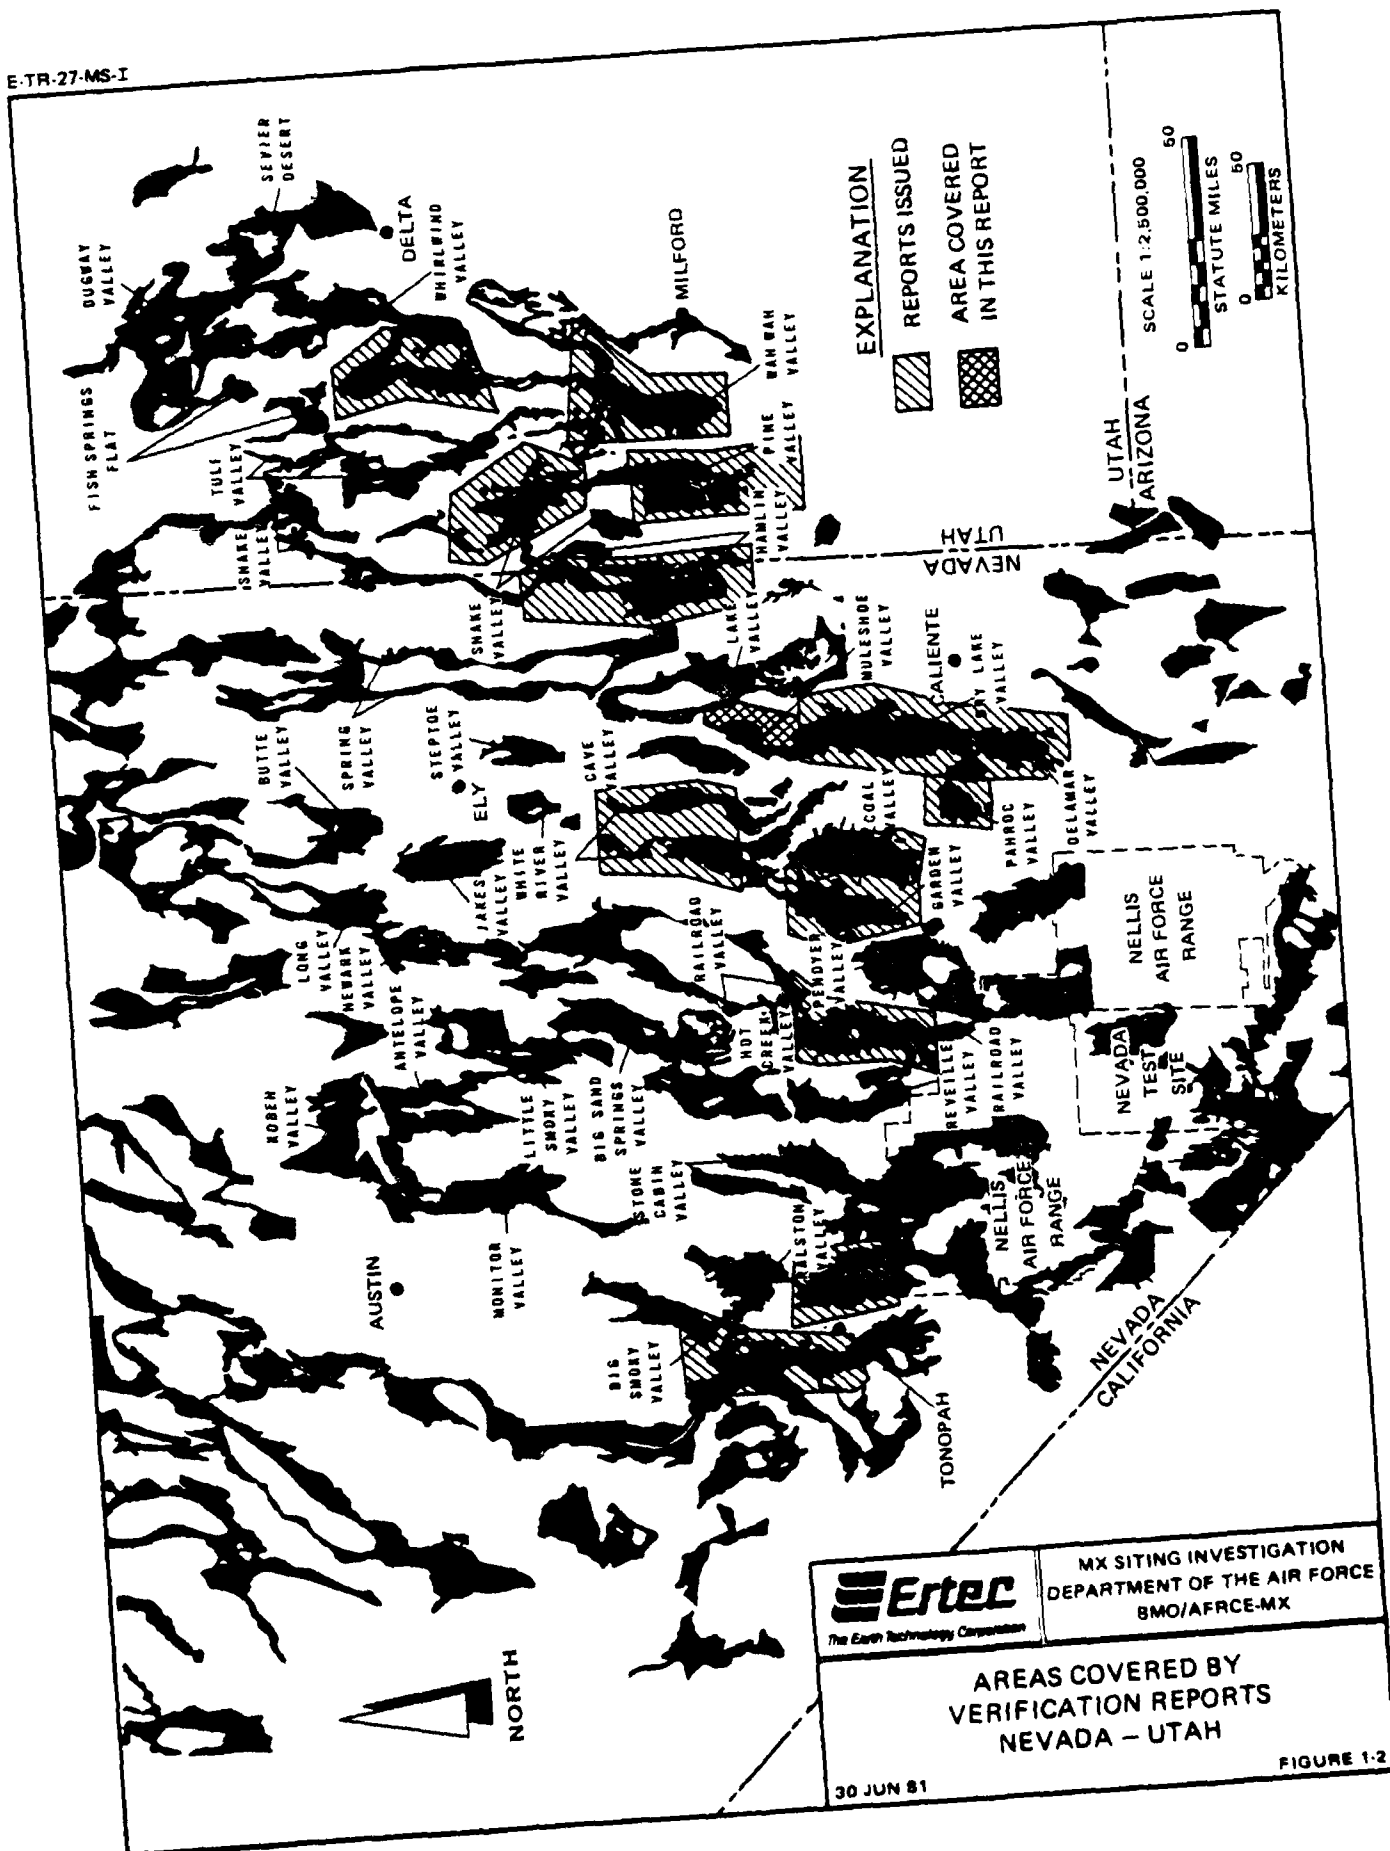 E-TR-27-MS-I
DUGWAY
VALLEY
SEVIER
DESERT
DELTA
WHIRLWIND
VALLEY
FISH SPRINGS
FLAT
TULE
VALLEY
SNAKE
VALLEY
MILFORD
WAH WAH
VALLEY
PINE
VALLEY
HAMLIN
VALLEY
SNAKE
VALLEY
LAKE
VALLEY
MULESHOE
VALLEY
CALIENTE
DRY LAKE
VALLEY
UTAH
NEVADA
UTAH
ARIZONA
EXPLANATION
REPORTS ISSUED
AREA COVERED
IN THIS REPORT
SCALE 1:2,500,000
0 50
STATUTE MILES
0 50
KILOMETERS
BUTTE
VALLEY
SPRING
VALLEY
STEPTOE
VALLEY
ELY
CAVE
VALLEY
JAKES
VALLEY
WHITE
RIVER
VALLEY
COAL
VALLEY
GARDEN
VALLEY
PAHROC
VALLEY
DELAMAR
VALLEY
LONG
VALLEY
NEWARK
VALLEY
ANTELOPE
VALLEY
RAILROAD
VALLEY
PENOYER
VALLEY
HOT
CREEK
VALLEY
KOBEH
VALLEY
LITTLE
SMOKY
VALLEY
BIG SAND
SPRINGS
VALLEY
REVEILLE
VALLEY
RAILROAD
VALLEY
STONE
CABIN
VALLEY
RALSTON
VALLEY
AUSTIN
MONITOR
VALLEY
BIG
SMOKY
VALLEY
TONOPAH
NELLIS
AIR FORCE
RANGE
NEVADA
TEST
SITE
NELLIS
AIR FORCE
RANGE
NEVADA
CALIFORNIA
NORTH
Ertec
The Earth Technology Corporation
MX SITING INVESTIGATION
DEPARTMENT OF THE AIR FORCE
BMO/AFRCE-MX
AREAS COVERED BY
VERIFICATION REPORTS
NEVADA – UTAH
30 JUN 81
FIGURE 1-2